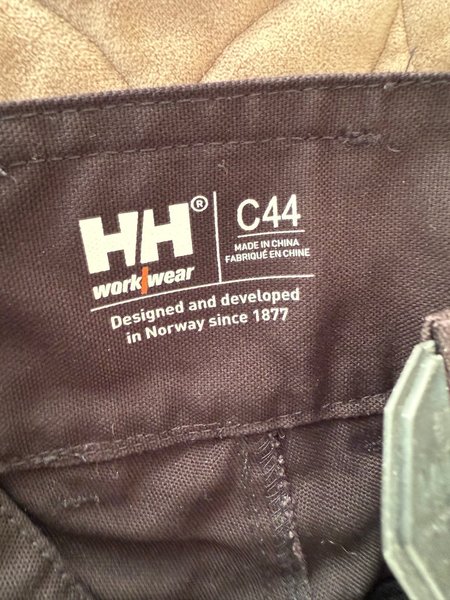 HH®
work/wear
C44
MADE IN CHINA
FABRIQUÉ EN CHINE
Designed and developed
in Norway since 1877